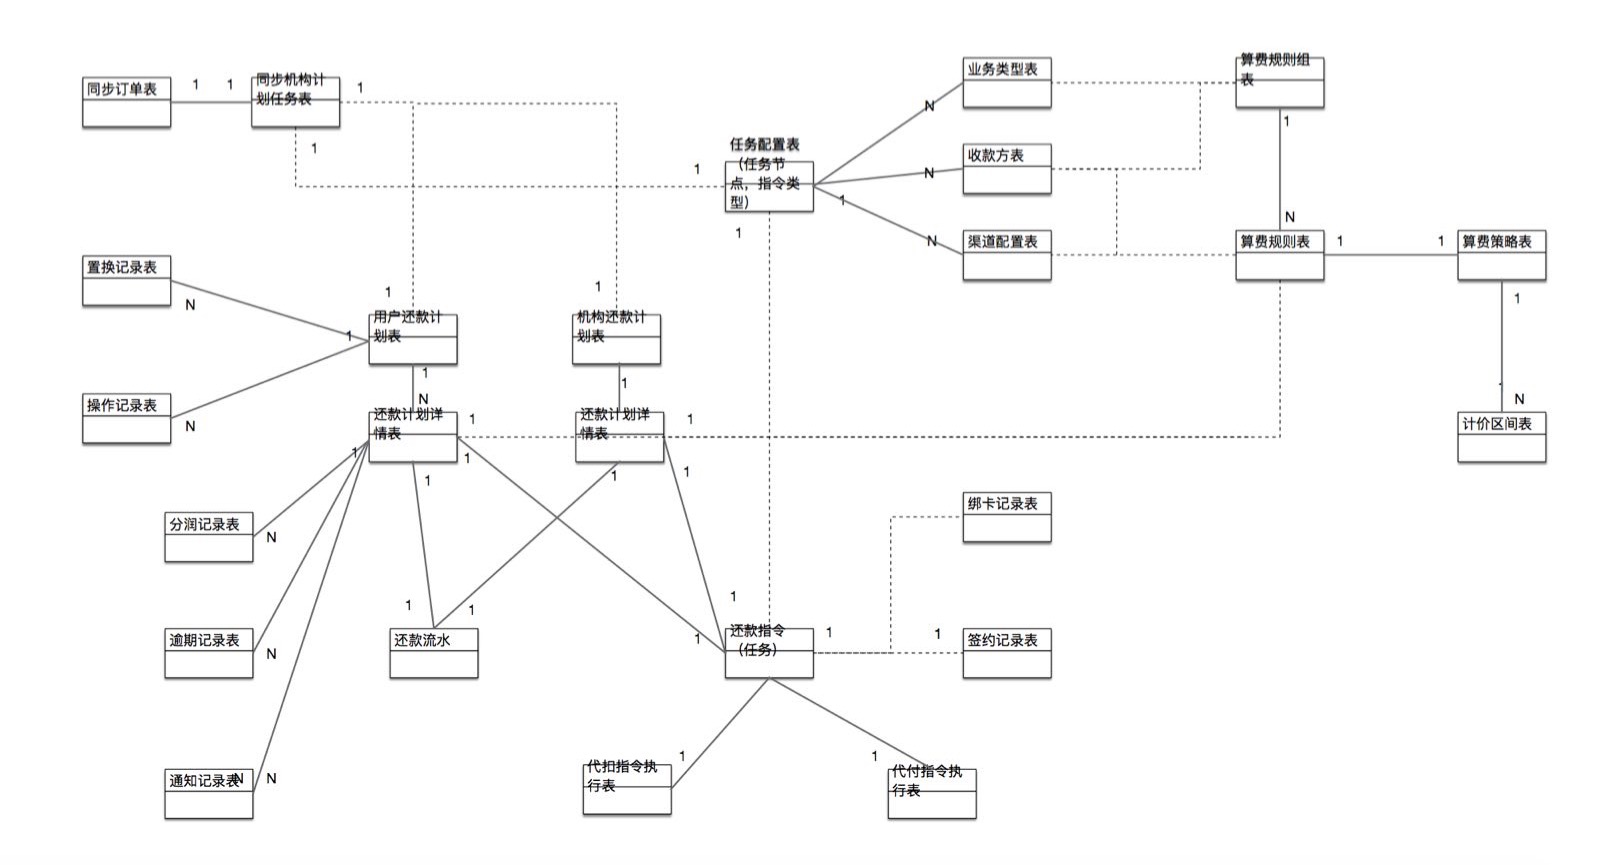 同步订单表
1
1
同步机构计
划任务表
1
1
业务类型表
算费规则组
表
N
1
任务配置表
（任务节
点，指令类
型）
1
1
1
收款方表
N
N
渠道配置表
N
算费规则表
1
1
算费策略表
1
置换记录表
N
1
1
1
用户还款计
划表
机构还款计
划表
1
N
1
操作记录表
N
还款计划详
情表
1
还款计划详
情表
1
N
计价区间表
1
1
1
1
1
分润记录表
N
绑卡记录表
1
1
1
逾期记录表
N
还款流水
1
还款指令
（任务）
1
1
签约记录表
通知记录表
N
N
1
代扣指令执
行表
1
代付指令执
行表